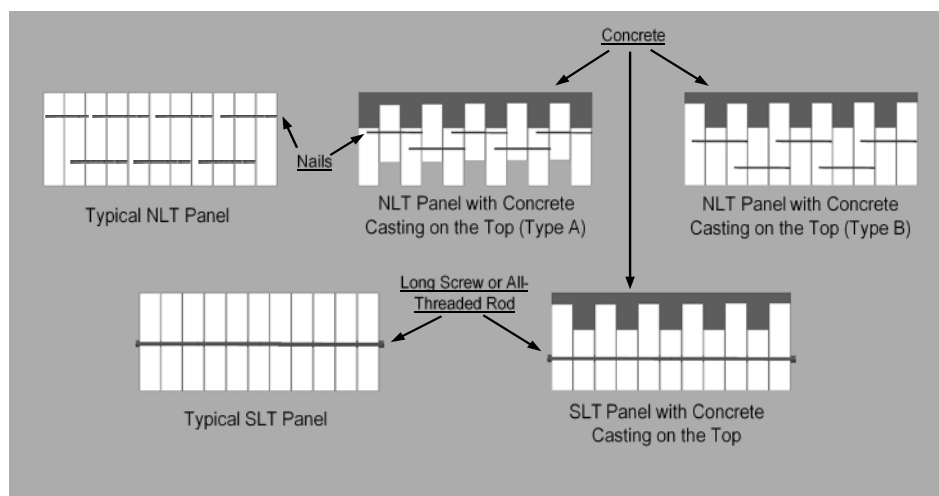 Concrete
Nails
Typical NLT Panel
NLT Panel with Concrete
Casting on the Top (Type A)
NLT Panel with Concrete
Casting on the Top (Type B)
Long Screw or All-
Threaded Rod
Typical SLT Panel
SLT Panel with Concrete
Casting on the Top